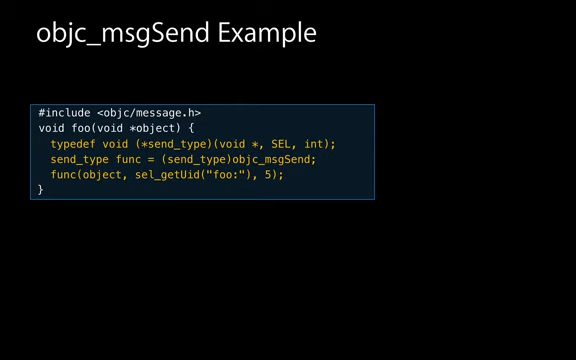 objc_msgSend Example
#include <objc/message.h>
void foo(void *object) {
typedef void (*send_type)(void *, SEL, int);
send_type func = (send_type)objc_msgSend;
func(object, sel_getUid("foo:"), 5);
}